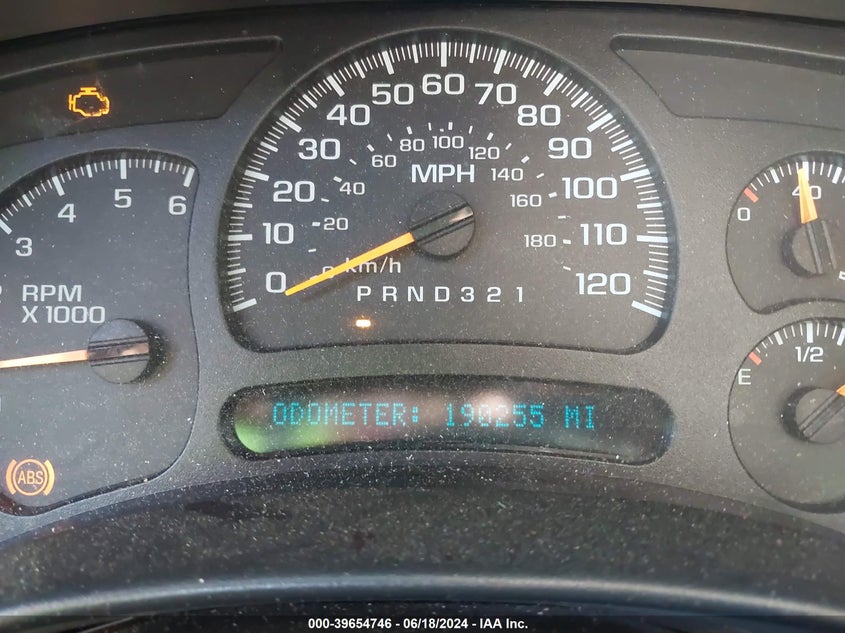 60
50 70
40 80
30 90
20 100
10 110
0 120
100
80 120
60 140
40 160
20 180
0
MPH
km/h
PRND321
3 4 5 6
RPM
X 1000
0 40
E 1/2
ODOMETER: 190255 MI
ABS
000-39654746 - 06/18/2024 - IAA Inc.